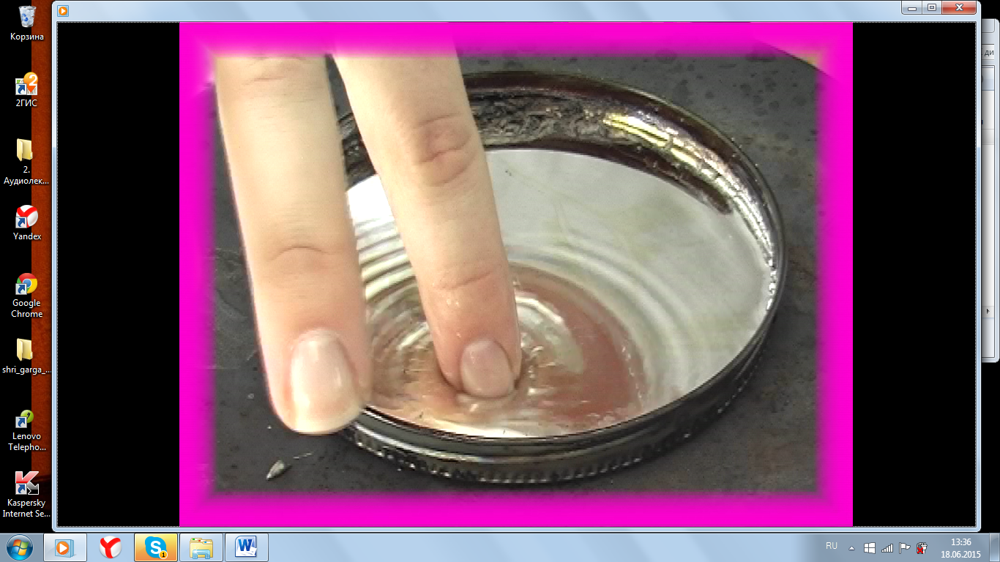 Корзина
2ГИС
2.
Аудиолек...
Yandex
Google
Chrome
shri_garga_...
Lenovo
Telepho...
Kaspersky
Internet Se...
ди
RU
13:36
18.06.2015